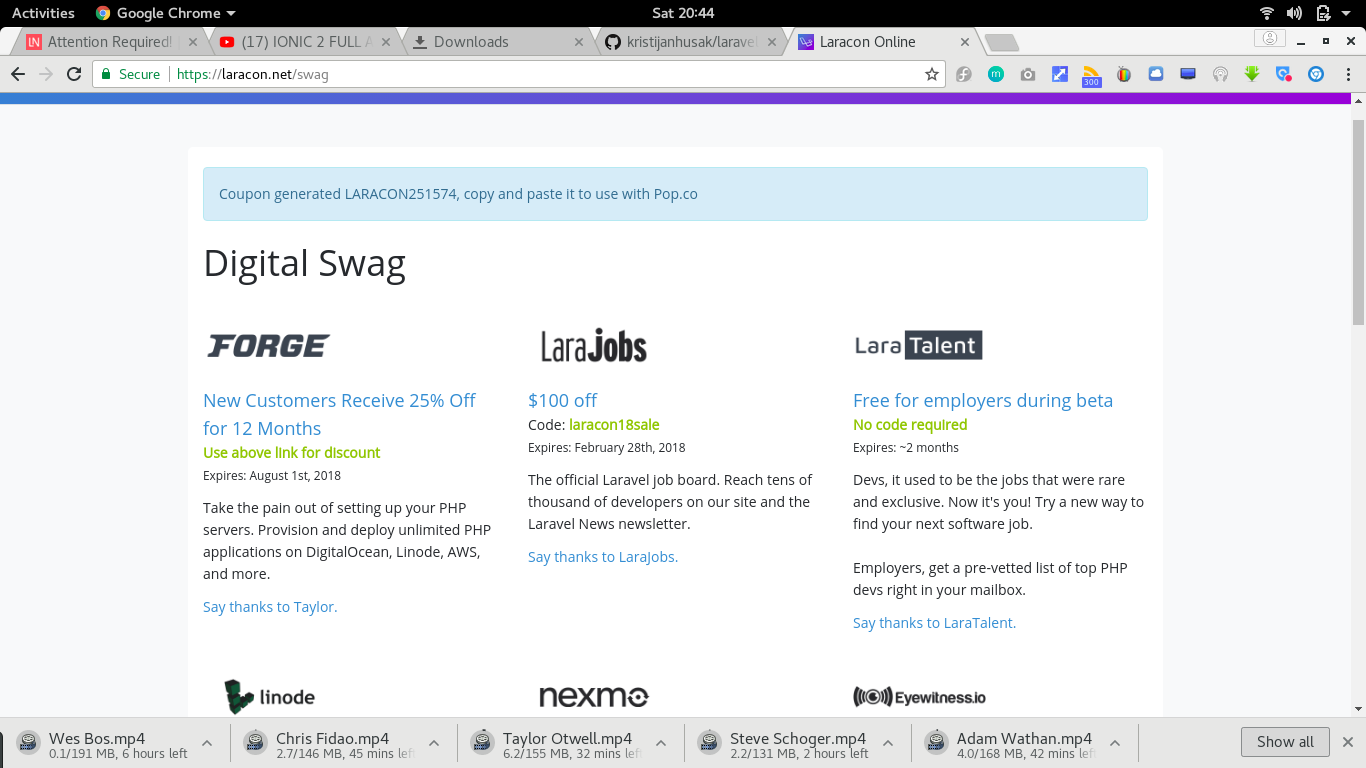 Activities Google Chrome Sat 20:44
Attention Required! (17) IONIC 2 FULL A Downloads kristijanhusak/laravel Laracon Online
Secure https://laracon.net/swag 300
Coupon generated LARACON251574, copy and paste it to use with Pop.co
Digital Swag
FORGE
New Customers Receive 25% Off
for 12 Months
Use above link for discount
Expires: August 1st, 2018
Take the pain out of setting up your PHP
servers. Provision and deploy unlimited PHP
applications on DigitalOcean, Linode, AWS,
and more.
Say thanks to Taylor.
LaraJobs
$100 off
Code: laracon18sale
Expires: February 28th, 2018
The official Laravel job board. Reach tens of
thousand of developers on our site and the
Laravel News newsletter.
Say thanks to LaraJobs.
Lara Talent
Free for employers during beta
No code required
Expires: ~2 months
Devs, it used to be the jobs that were rare
and exclusive. Now it's you! Try a new way to
find your next software job.
Employers, get a pre-vetted list of top PHP
devs right in your mailbox.
Say thanks to LaraTalent.
linode nexmo Eyewitness.io
Wes Bos.mp4
0.1/191 MB, 6 hours left
Chris Fidao.mp4
2.7/146 MB, 45 mins left
Taylor Otwell.mp4
6.2/155 MB, 32 mins left
Steve Schoger.mp4
2.2/131 MB, 2 hours left
Adam Wathan.mp4
4.0/168 MB, 42 mins left
Show all